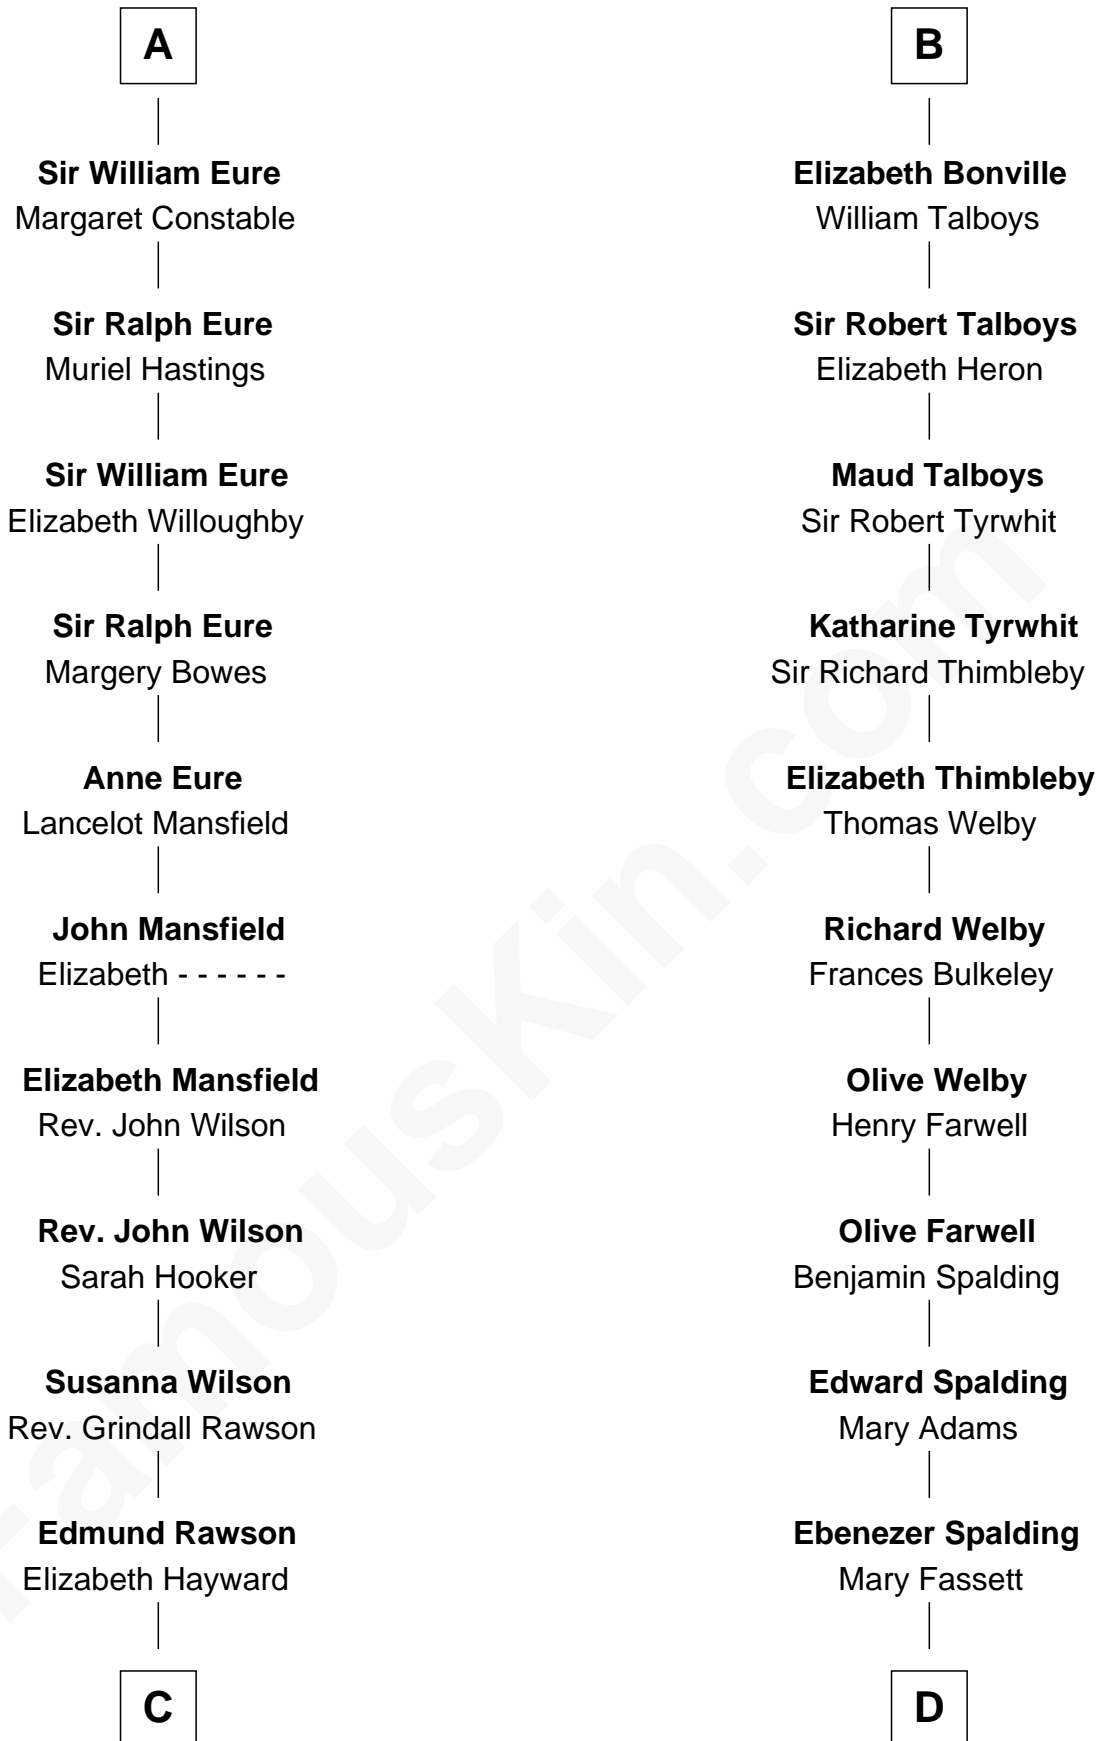 A
Sir William Eure
Margaret Constable
Sir Ralph Eure
Muriel Hastings
Sir William Eure
Elizabeth Willoughby
Sir Ralph Eure
Margery Bowes
Anne Eure
Lancelot Mansfield
John Mansfield
Elizabeth - - - - - -
Elizabeth Mansfield
Rev. John Wilson
Rev. John Wilson
Sarah Hooker
Susanna Wilson
Rev. Grindall Rawson
Edmund Rawson
Elizabeth Hayward
C
B
Elizabeth Bonville
William Talboys
Sir Robert Talboys
Elizabeth Heron
Maud Talboys
Sir Robert Tyrwhit
Katharine Tyrwhit
Sir Richard Thimbleby
Elizabeth Thimbleby
Thomas Welby
Richard Welby
Frances Bulkeley
Olive Welby
Henry Farwell
Olive Farwell
Benjamin Spalding
Edward Spalding
Mary Adams
Ebenezer Spalding
Mary Fassett
D
FamousKin.com